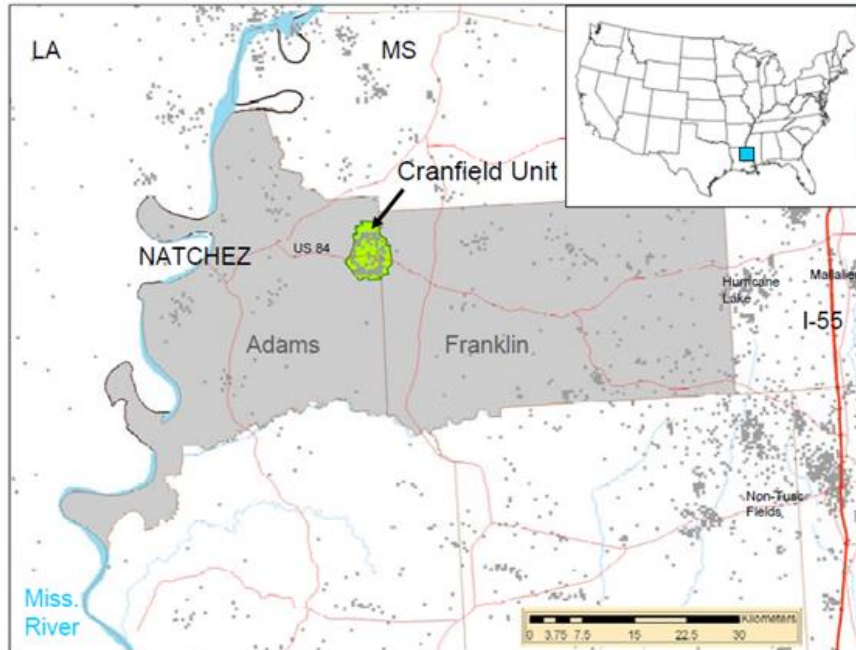 LA
MS
Cranfield Unit
US 84
NATCHEZ
Hurricane
Lake
I-55
Adams
Franklin
Non-Tusc
Fields
Miss.
River
Kilometers
0 3.75 7.5 15 22.5 30